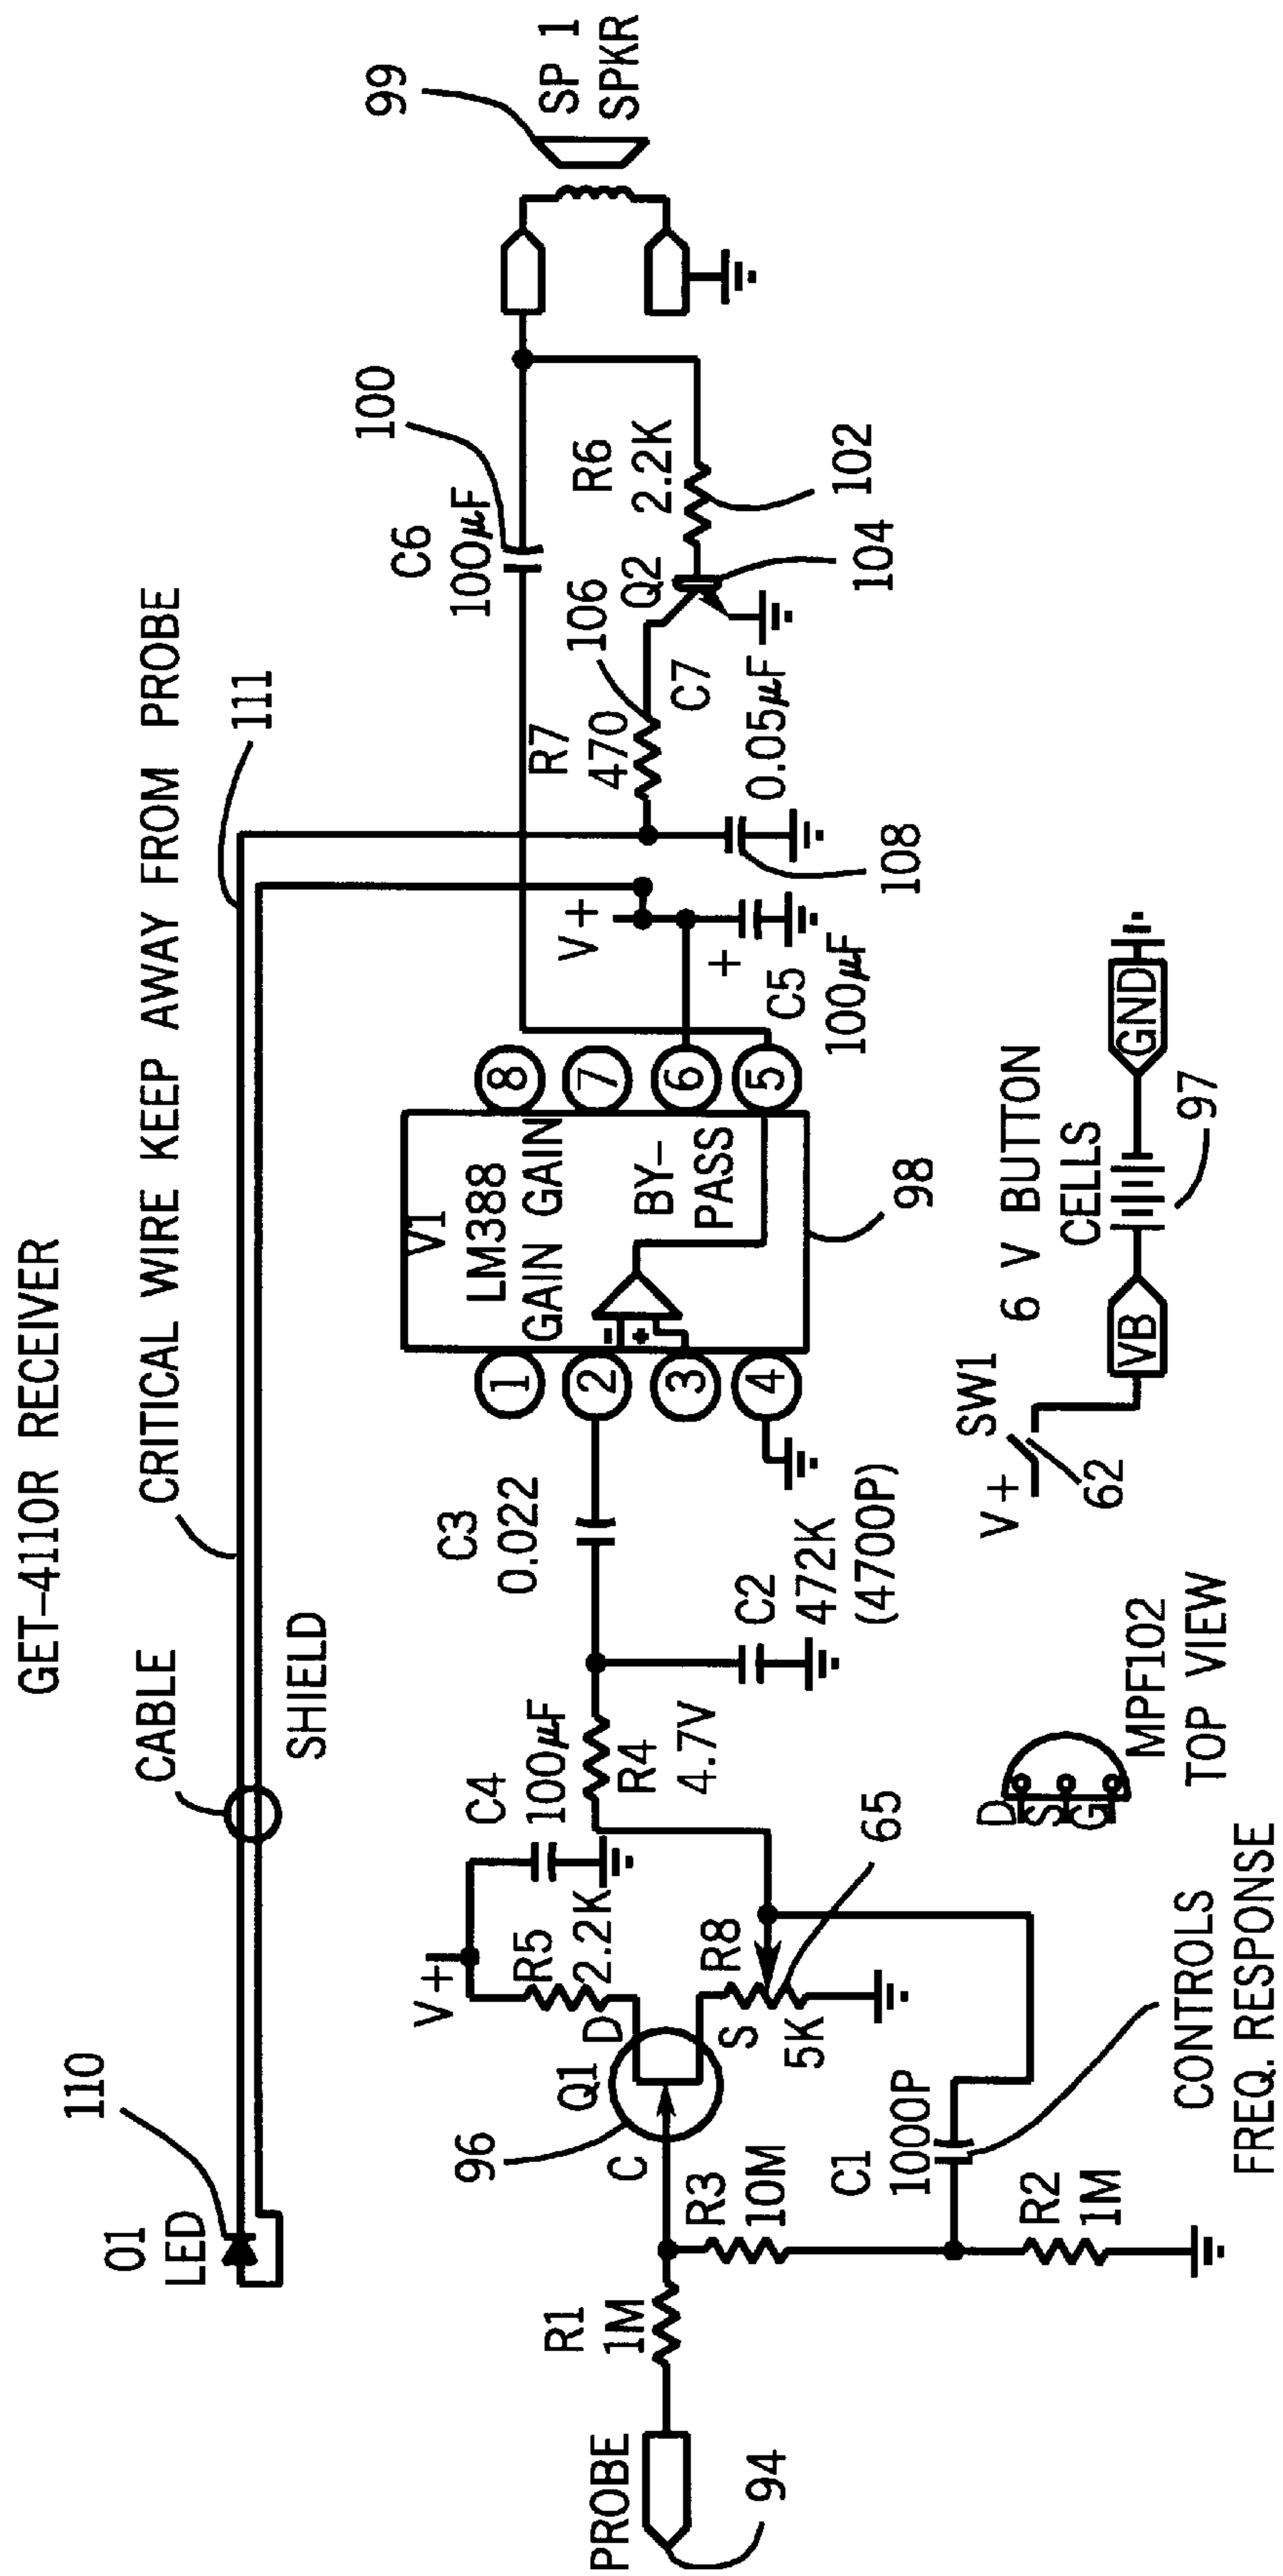 GET-4110R RECEIVER
CRITICAL WIRE KEEP AWAY FROM PROBE
111
CABLE
SHIELD
110
01
LED
99
SP 1
SPKR
100
C6
100μF
R6
2.2K
102
Q2
104
106
R7
470
C7
0.05μF
108
V+
+
C5
100μF
V1
LM388
GAIN GAIN
BY-
PASS
- +
1
2
3
4
8
7
6
5
98
C3
0.022
C2
472K
(4700P)
R4
4.7V
C4
100μF
V+
R5
2.2K
D
Q1
96
C
S
R8
5K
65
R3
10M
C1
1000P
R2
1M
R1
1M
PROBE
94
CONTROLS
FREQ. RESPONSE
D
S
G
MPF102
TOP VIEW
V+
SW1
62
6 V BUTTON
CELLS
VB
GND
97